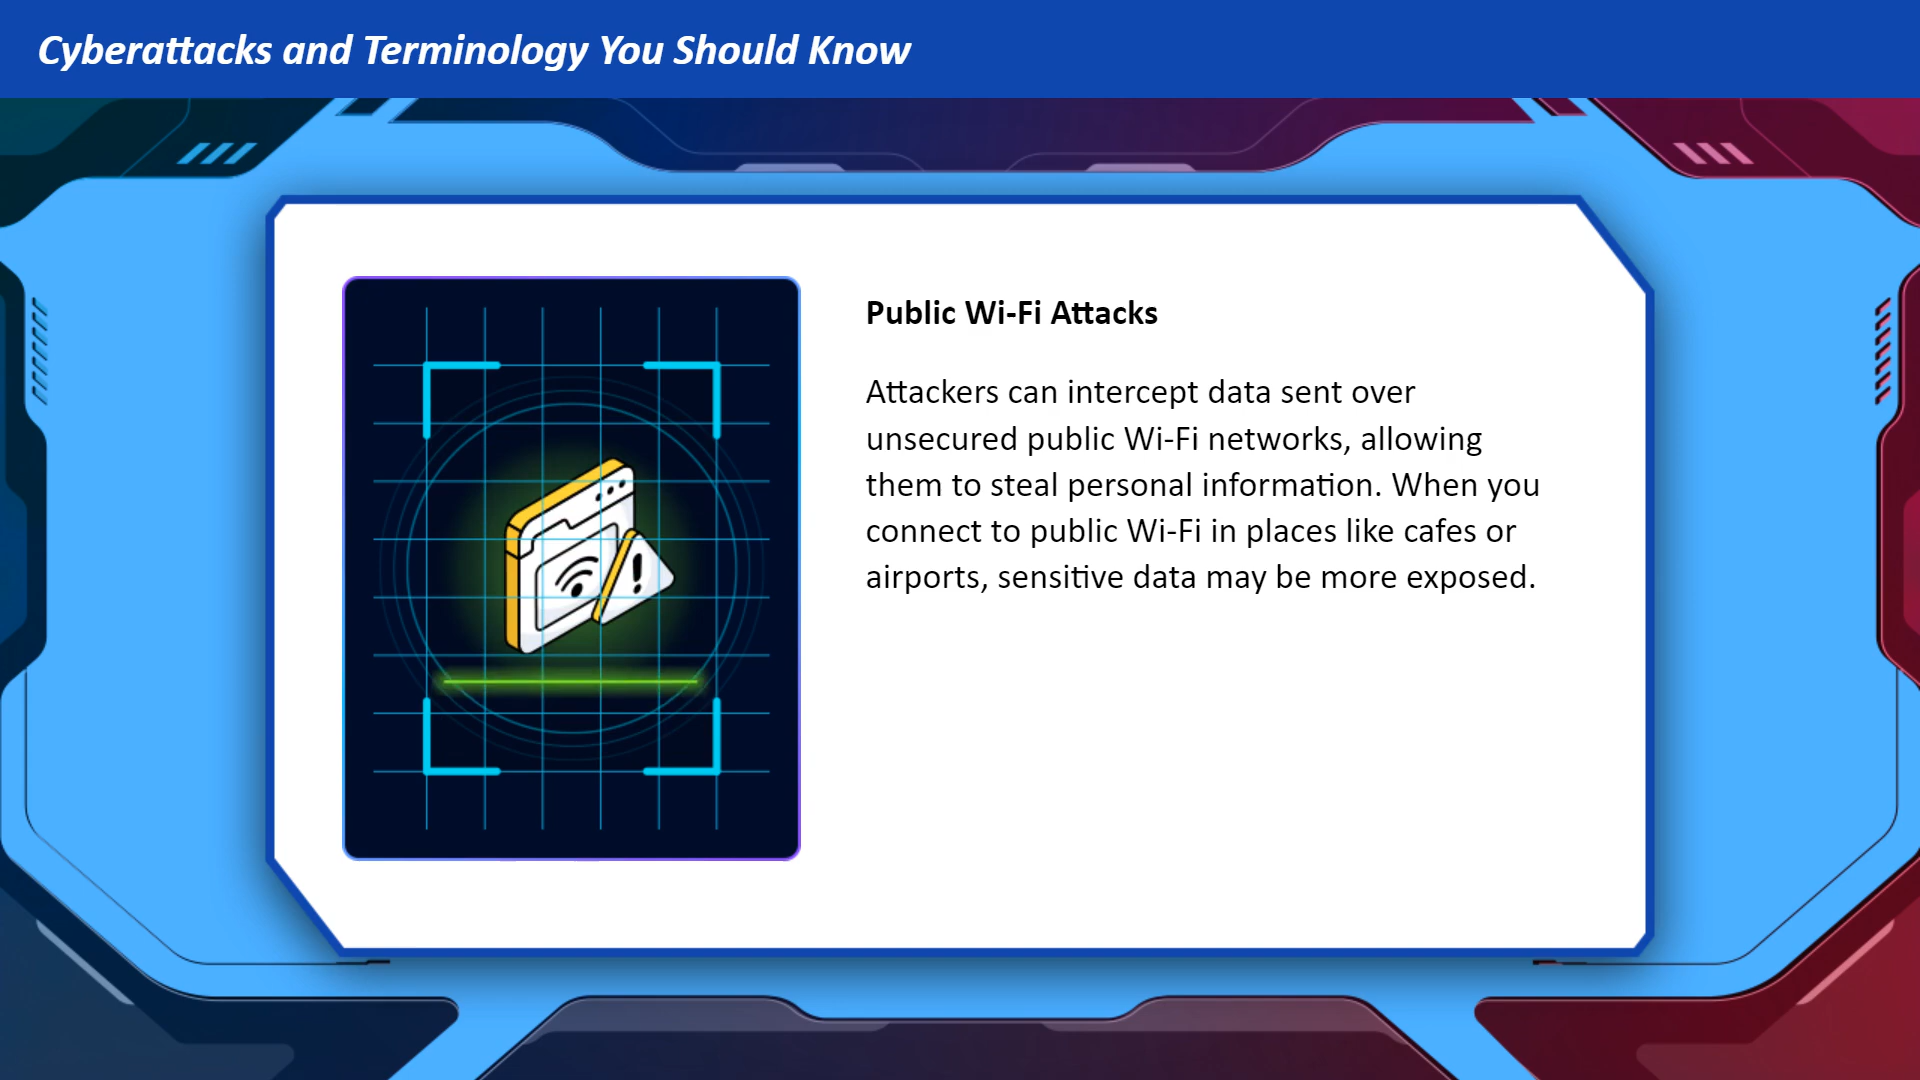 Cyberattacks and Terminology You Should Know
Public Wi-Fi Attacks
Attackers can intercept data sent over
unsecured public Wi-Fi networks, allowing
them to steal personal information. When you
connect to public Wi-Fi in places like cafes or
airports, sensitive data may be more exposed.